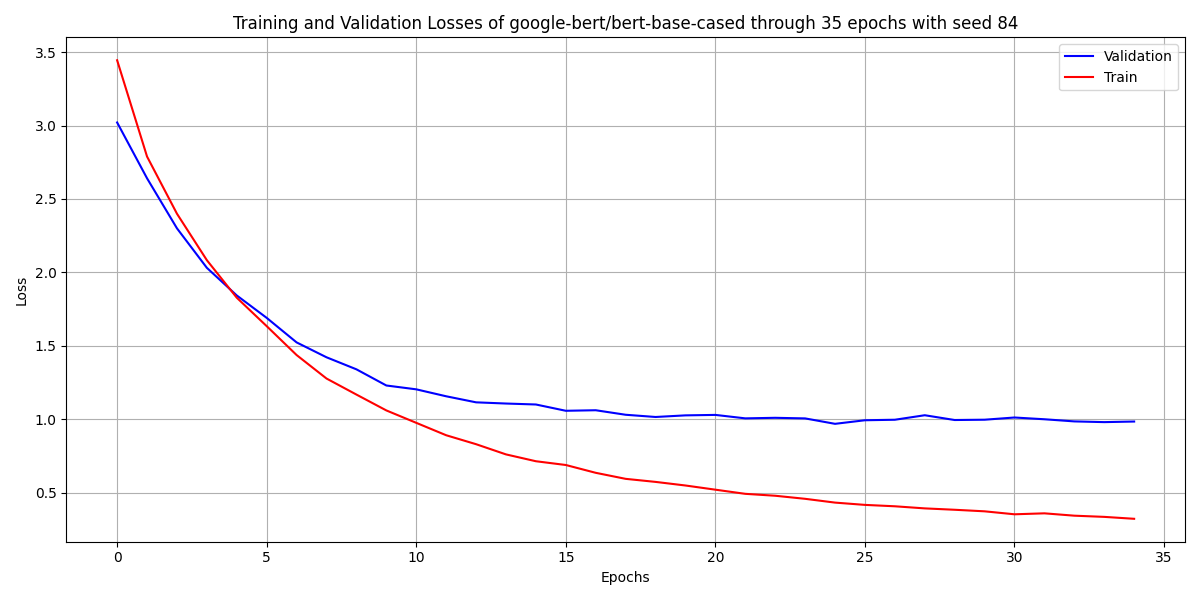 Training and Validation Losses of google-bert/bert-base-cased through 35 epochs with seed 84
Validation
Train
Loss
3.5
3.0
2.5
2.0
1.5
1.0
0.5
0 5 10 15 20 25 30 35
Epochs